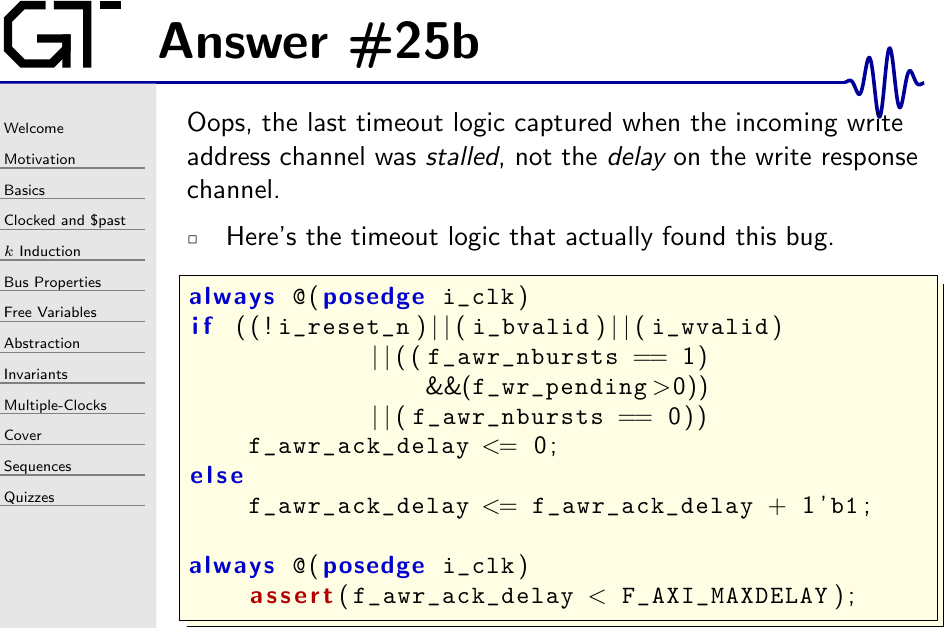 GT
Answer #25b
Welcome
Motivation
Basics
Clocked and $past
k Induction
Bus Properties
Free Variables
Abstraction
Invariants
Multiple-Clocks
Cover
Sequences
Quizzes
Oops, the last timeout logic captured when the incoming write
address channel was stalled, not the delay on the write response
channel.
□ Here's the timeout logic that actually found this bug.
always @(posedge i_clk)
if ((!i_reset_n)||(i_bvalid)||(i_wvalid)
||((f_awr_nbursts == 1)
&&(f_wr_pending>0))
||(f_awr_nbursts == 0))
f_awr_ack_delay <= 0;
else
f_awr_ack_delay <= f_awr_ack_delay + 1'b1;
always @(posedge i_clk)
assert(f_awr_ack_delay < F_AXI_MAXDELAY);